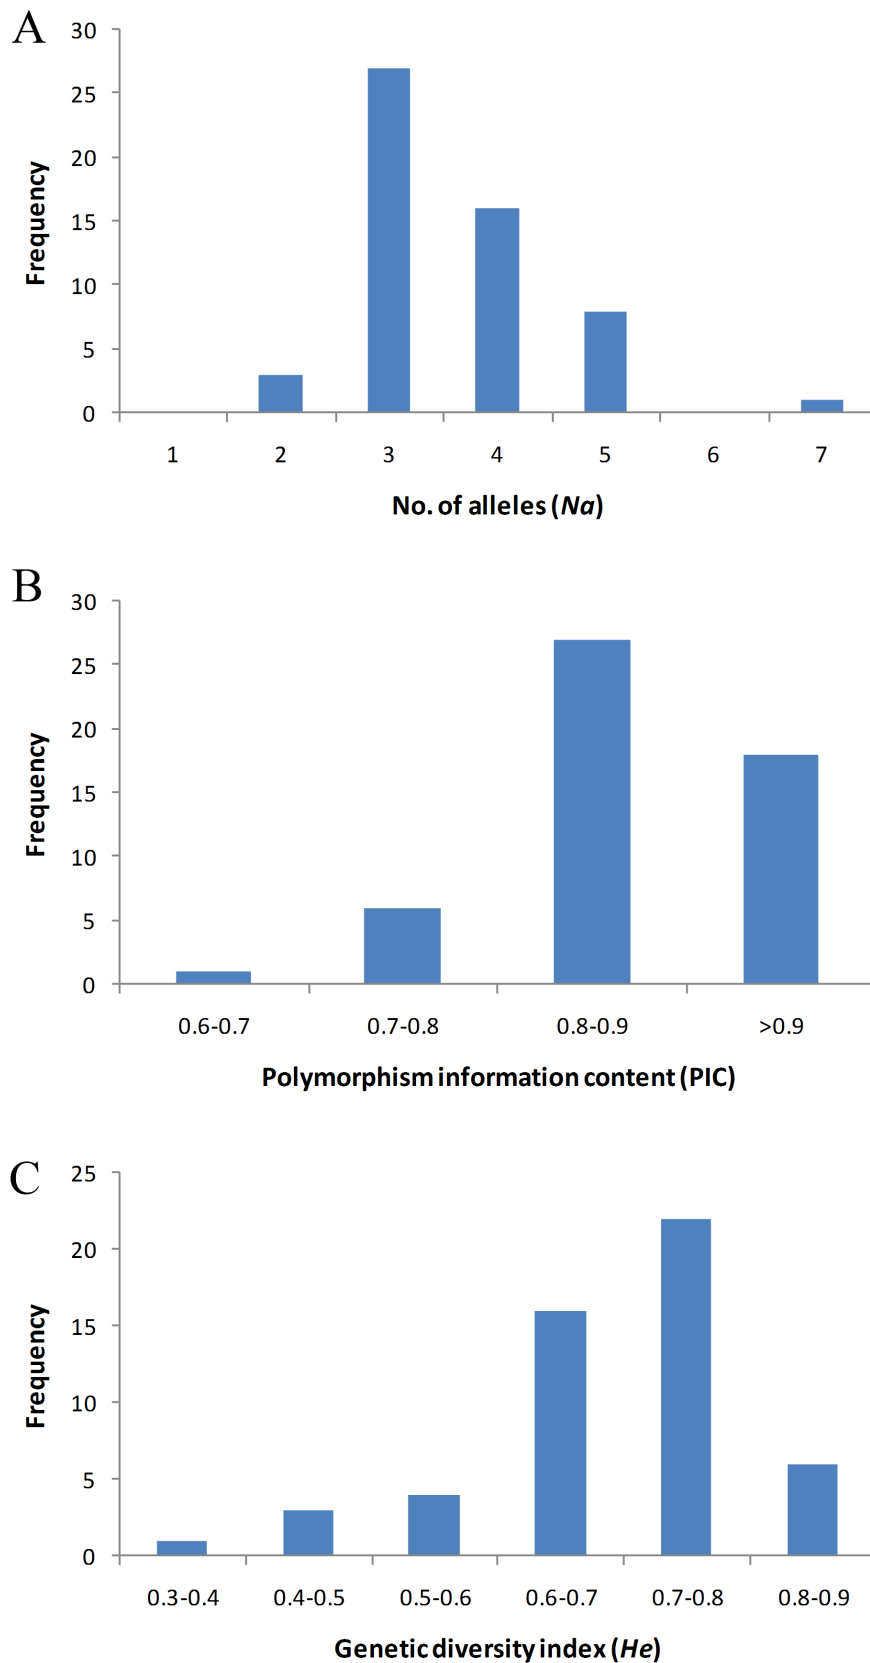 A
30
25
20
15
10
5
0
Frequency
1 2 3 4 5 6 7
No. of alleles (Na)
B
30
25
20
15
10
5
0
Frequency
0.6-0.7 0.7-0.8 0.8-0.9 >0.9
Polymorphism information content (PIC)
C
25
20
15
10
5
0
Frequency
0.3-0.4 0.4-0.5 0.5-0.6 0.6-0.7 0.7-0.8 0.8-0.9
Genetic diversity index (He)